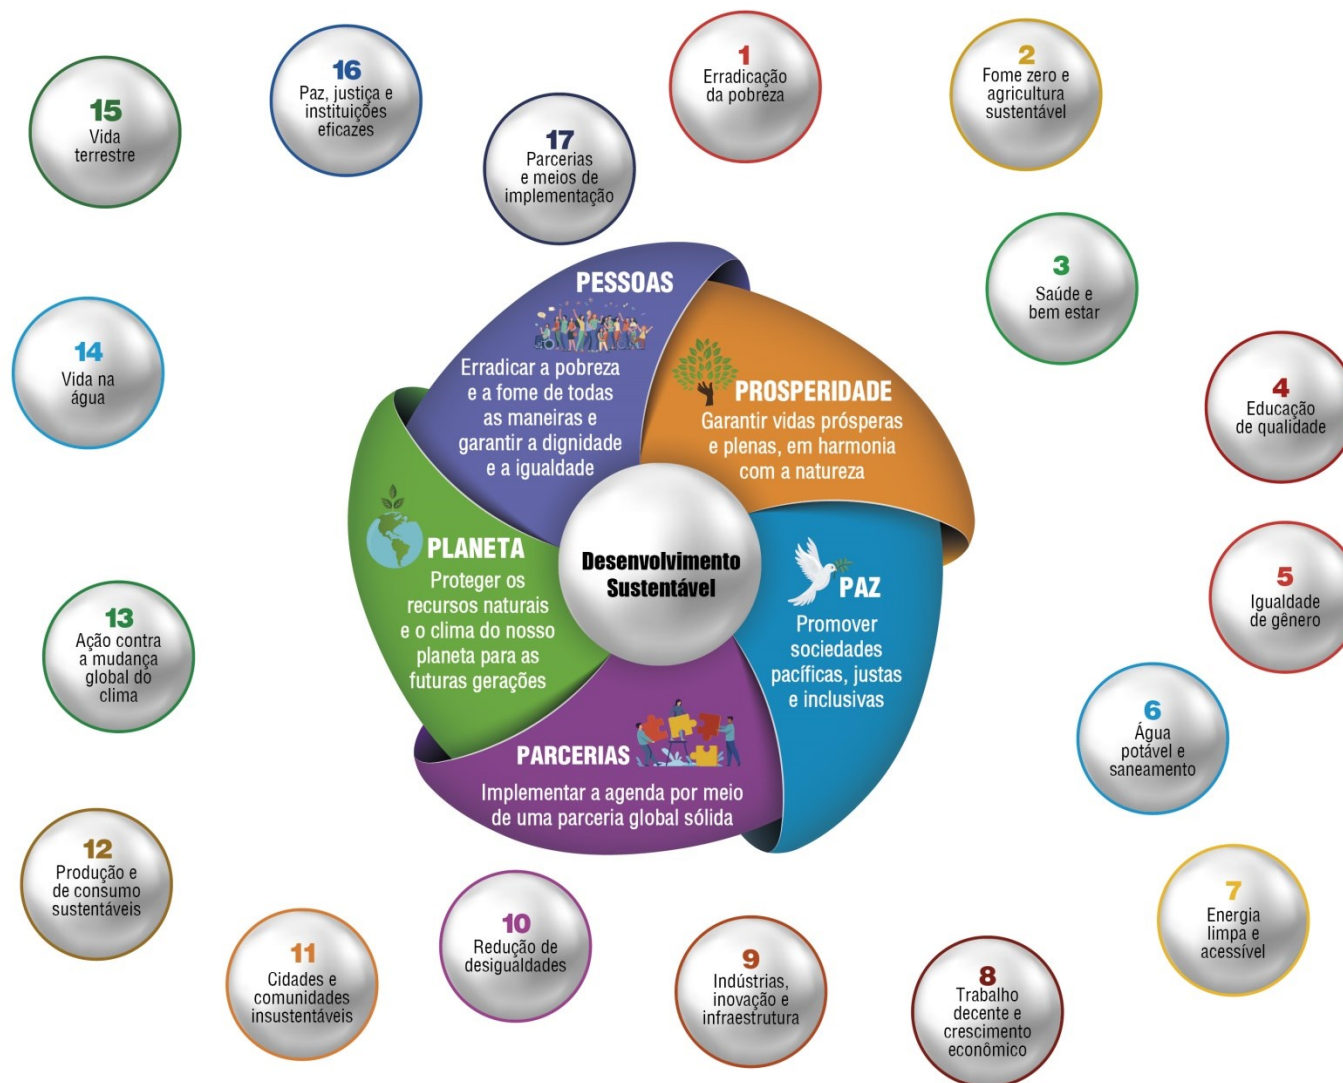 1
Erradicação
da pobreza
2
Fome zero e
agricultura
sustentável
3
Saúde e
bem estar
4
Educação
de qualidade
5
Igualdade
de gênero
6
Água
potável e
saneamento
7
Energia
limpa e
acessível
8
Trabalho
decente e
crescimento
econômico
9
Indústrias,
inovação e
infraestrutura
10
Redução de
desigualdades
11
Cidades e
comunidades
insustentáveis
12
Produção e
de consumo
sustentáveis
13
Ação contra
a mudança
global do
clima
14
Vida na
água
15
Vida
terrestre
16
Paz, justiça e
instituições
eficazes
17
Parcerias
e meios de
implementação
PESSOAS
Erradicar a pobreza
e a fome de todas
as maneiras e
garantir a dignidade
e a igualdade
PROSPERIDADE
Garantir vidas prósperas
e plenas, em harmonia
com a natureza
PAZ
Promover
sociedades
pacíficas, justas
e inclusivas
PARCERIAS
Implementar a agenda por meio
de uma parceria global sólida
PLANETA
Proteger os
recursos naturais
e o clima do nosso
planeta para as
futuras gerações
Desenvolvimento
Sustentável